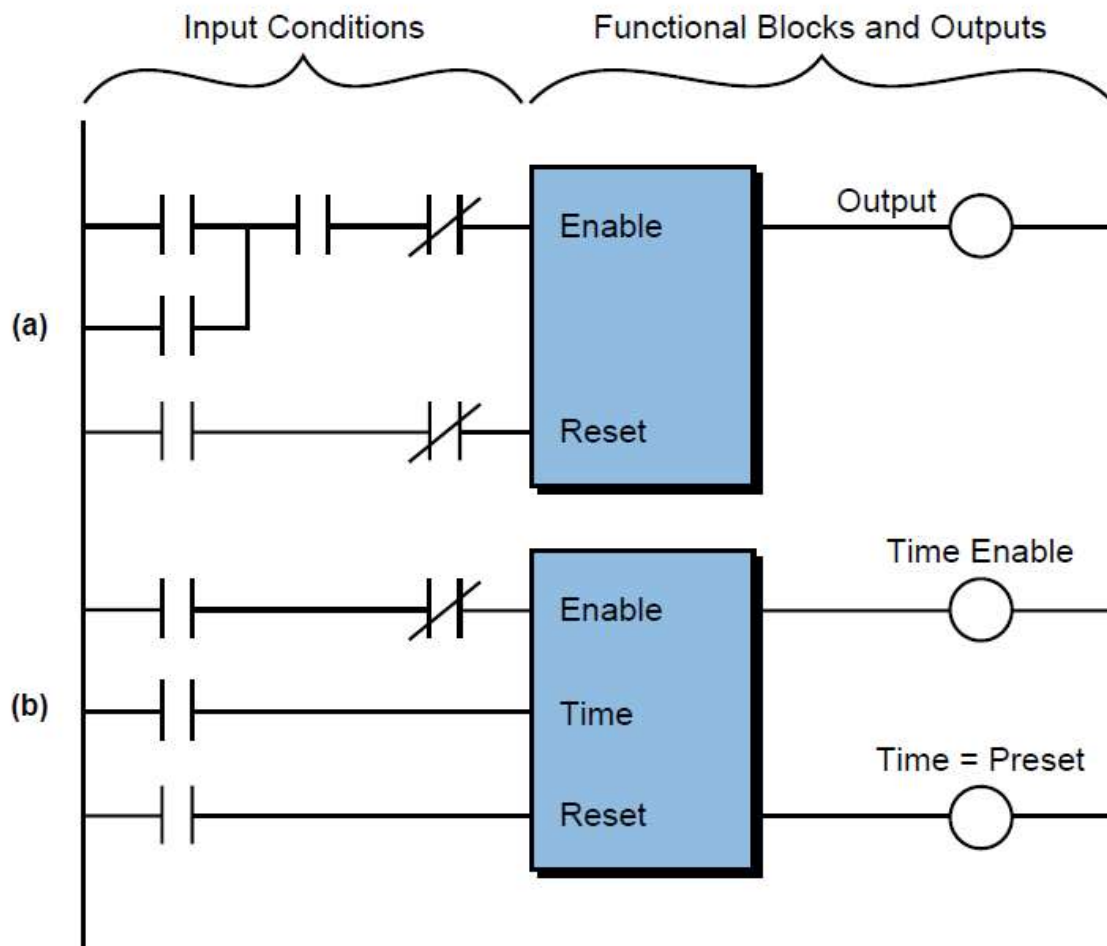 Input Conditions
Functional Blocks and Outputs
(a)
Enable
Output
Reset
(b)
Enable
Time Enable
Time
Time = Preset
Reset